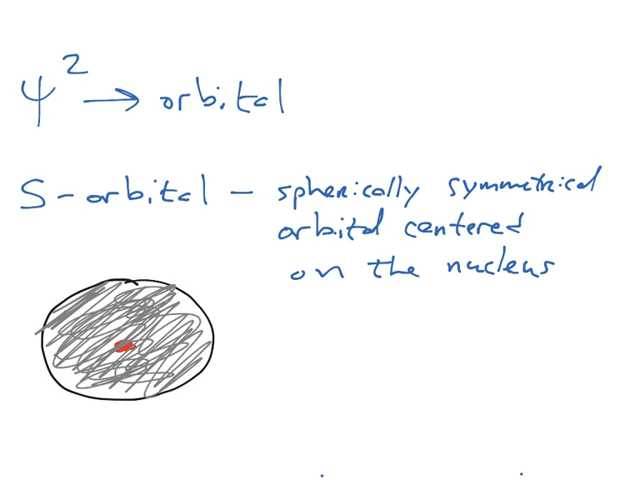 ψ² → orbital
S-orbital - spherically symmetrical
orbital centered
on the nucleus